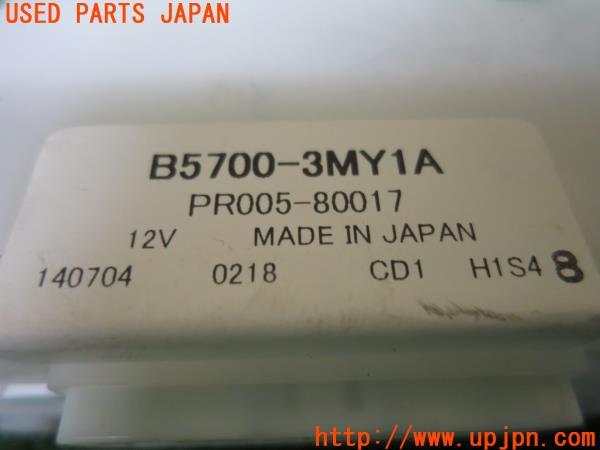 USED PARTS JAPAN
B5700-3MY1A
PR005-80017
12V MADE IN JAPAN
140704 0218 CD1 H1S4 8
http://www.upjpn.com